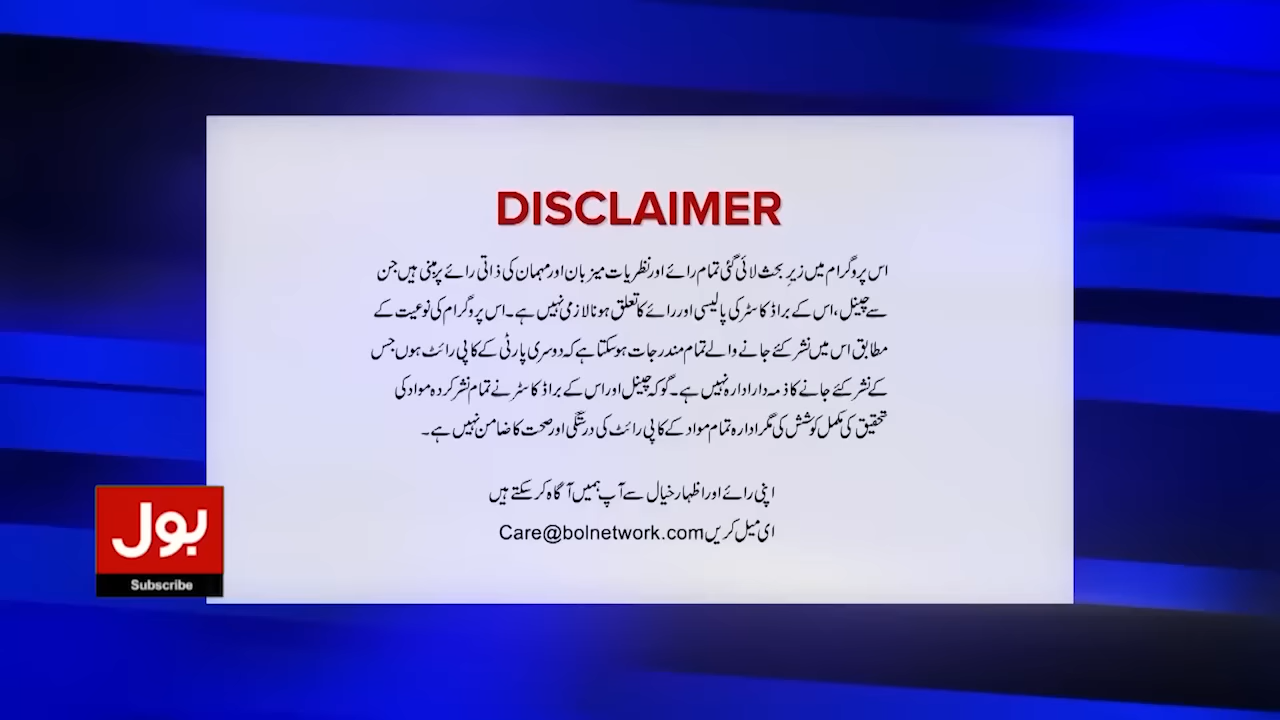 DISCLAIMER
اس پروگرام میں زیرِ بحث لائی گئی تمام رائے اور نظریات میزبان اور مہمان کی ذاتی رائے پر مبنی ہیں جن
سے چینل، اس کے براڈ کاسٹر کی پالیسی اور رائے کا تعلق ہونا لازمی نہیں ہے۔ اس پروگرام کی نوعیت کے
مطابق اس میں نشر کئے جانے والے تمام مندرجات ہو سکتا ہے کہ دوسری پارٹی کے کاپی رائٹ ہوں جس
کے نشر کئے جانے کا ذمہ دار ادارہ نہیں ہے۔ گو کہ چینل اور اس کے براڈ کاسٹر نے تمام نشر کردہ مواد کی
تحقیق کی مکمل کوشش کی مگر ادارہ تمام مواد کے کاپی رائٹ کی درستگی اور صحت کا ضامن نہیں ہے۔
اپنی رائے اور اظہار خیال سے آپ ہمیں آگاہ کر سکتے ہیں
ای میل کریں Care@bolnetwork.com
بول
Subscribe